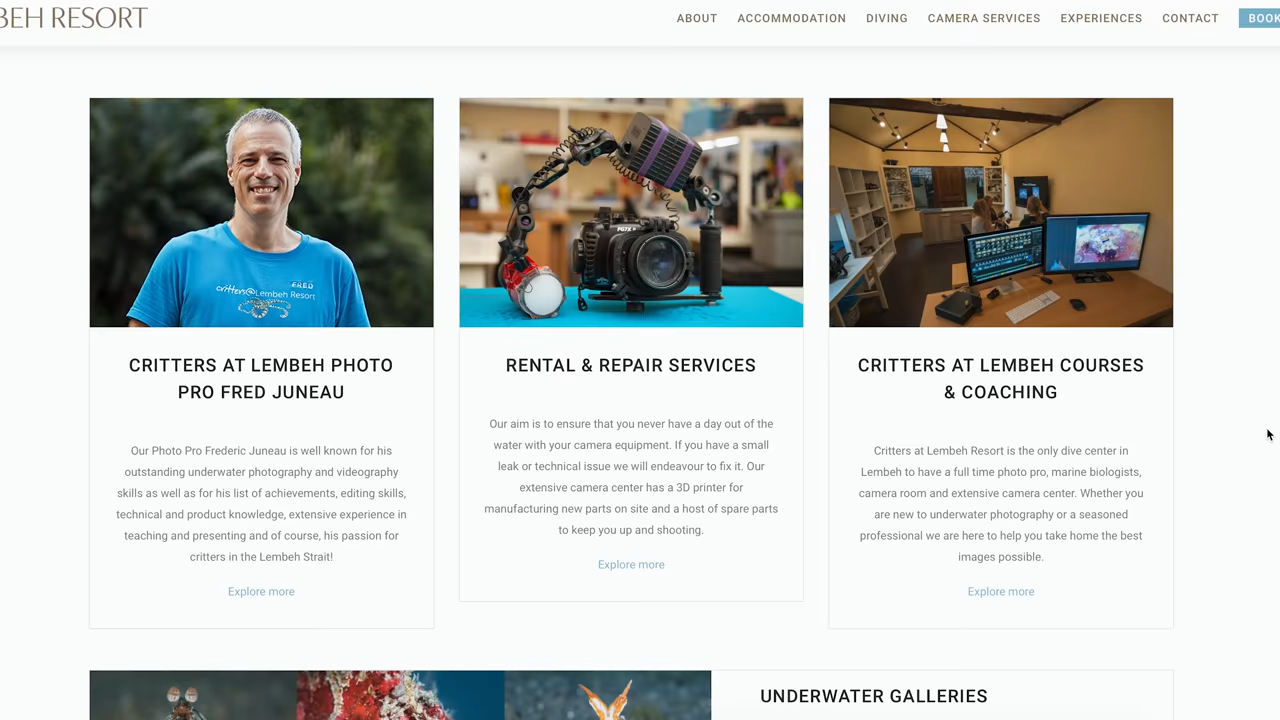 BEH RESORT
ABOUT ACCOMMODATION DIVING CAMERA SERVICES EXPERIENCES CONTACT BOOK
FRED
critters@Lembeh Resort
PG7X II
CRITTERS AT LEMBEH PHOTO
PRO FRED JUNEAU
Our Photo Pro Frederic Juneau is well known for his
outstanding underwater photography and videography
skills as well as for his list of achievements, editing skills,
technical and product knowledge, extensive experience in
teaching and presenting and of course, his passion for
critters in the Lembeh Strait!
Explore more
RENTAL & REPAIR SERVICES
Our aim is to ensure that you never have a day out of the
water with your camera equipment. If you have a small
leak or technical issue we will endeavour to fix it. Our
extensive camera center has a 3D printer for
manufacturing new parts on site and a host of spare parts
to keep you up and shooting.
Explore more
CRITTERS AT LEMBEH COURSES
& COACHING
Critters at Lembeh Resort is the only dive center in
Lembeh to have a full time photo pro, marine biologists,
camera room and extensive camera center. Whether you
are new to underwater photography or a seasoned
professional we are here to help you take home the best
images possible.
Explore more
UNDERWATER GALLERIES